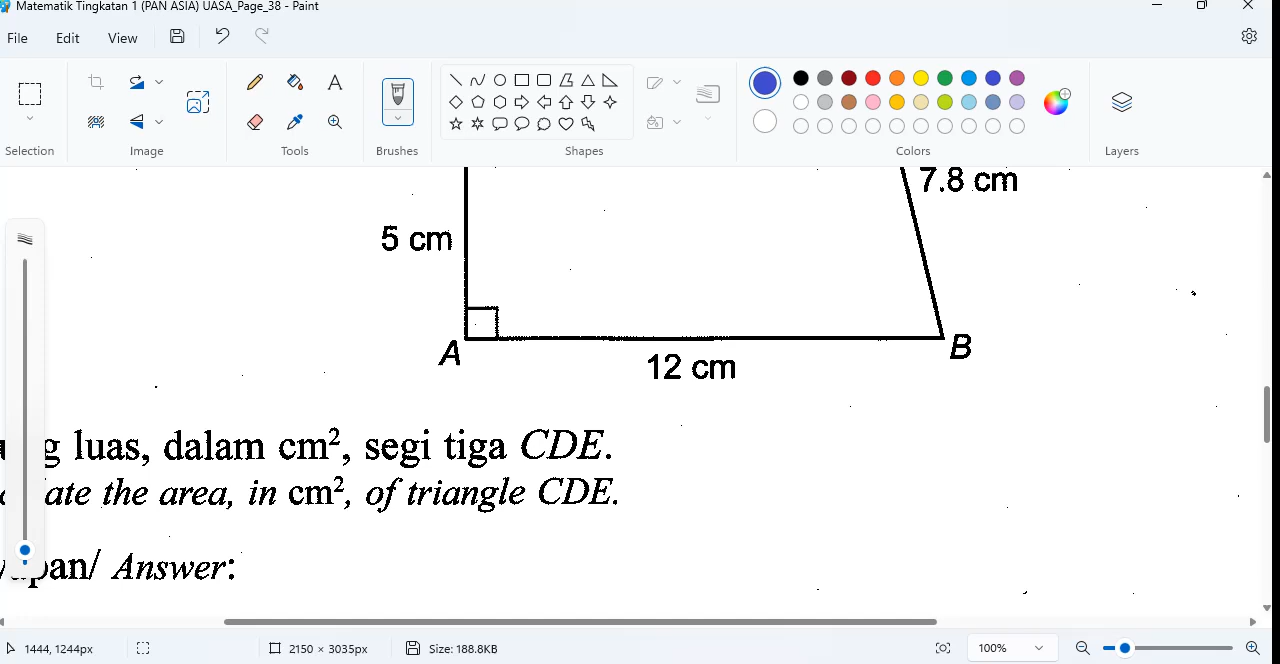 Matematik Tingkatan 1 (PAN ASIA) UASA_Page_38 - Paint
File Edit View
Selection Image Tools Brushes Shapes Colors Layers
7.8 cm
5 cm
A
B
12 cm
luas, dalam cm², segi tiga CDE.
the area, in cm², of triangle CDE.
Answer:
1444, 1244px 2150 × 3035px Size: 188.8KB 100%